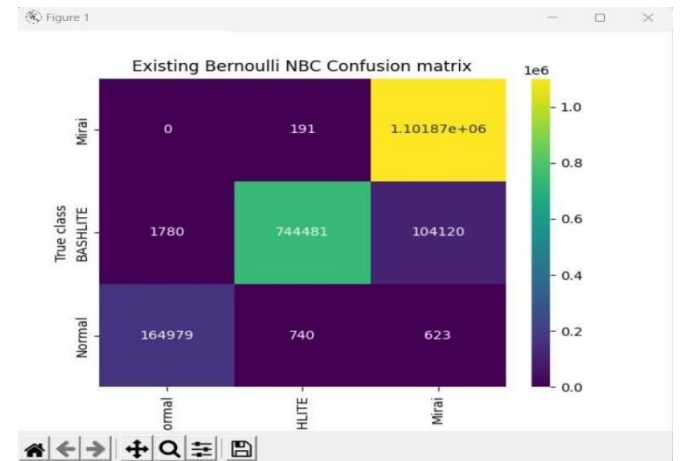 Figure 1
Existing Bernoulli NBC Confusion matrix
1e6
Mirai
0 191 1.10187e+06
1.0
0.8
True class
BASHLITE
1780 744481 104120
0.6
0.4
Normal
164979 740 623
0.2
0.0
ormal
HLITE
Mirai